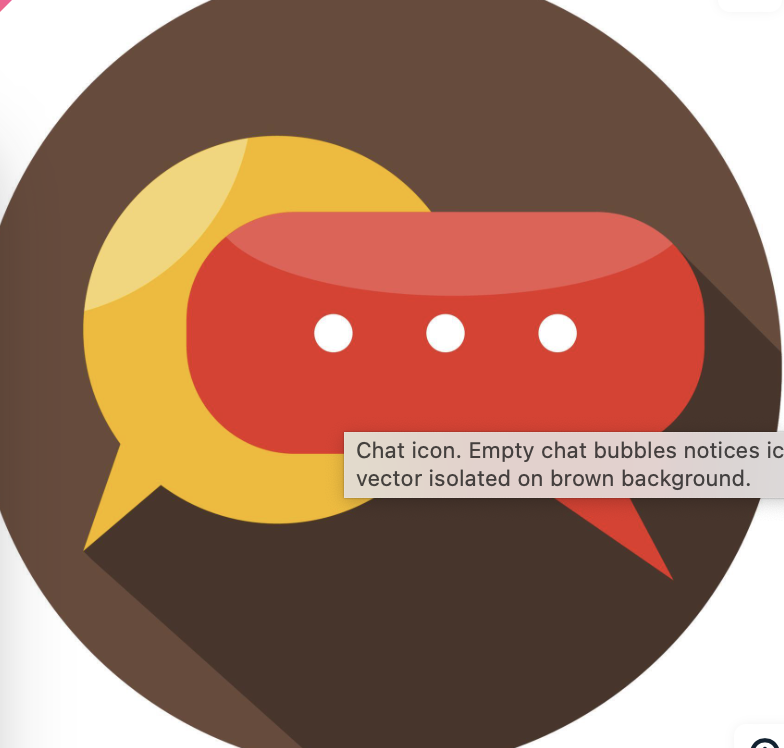 Chat icon. Empty chat bubbles notices ic
vector isolated on brown background.